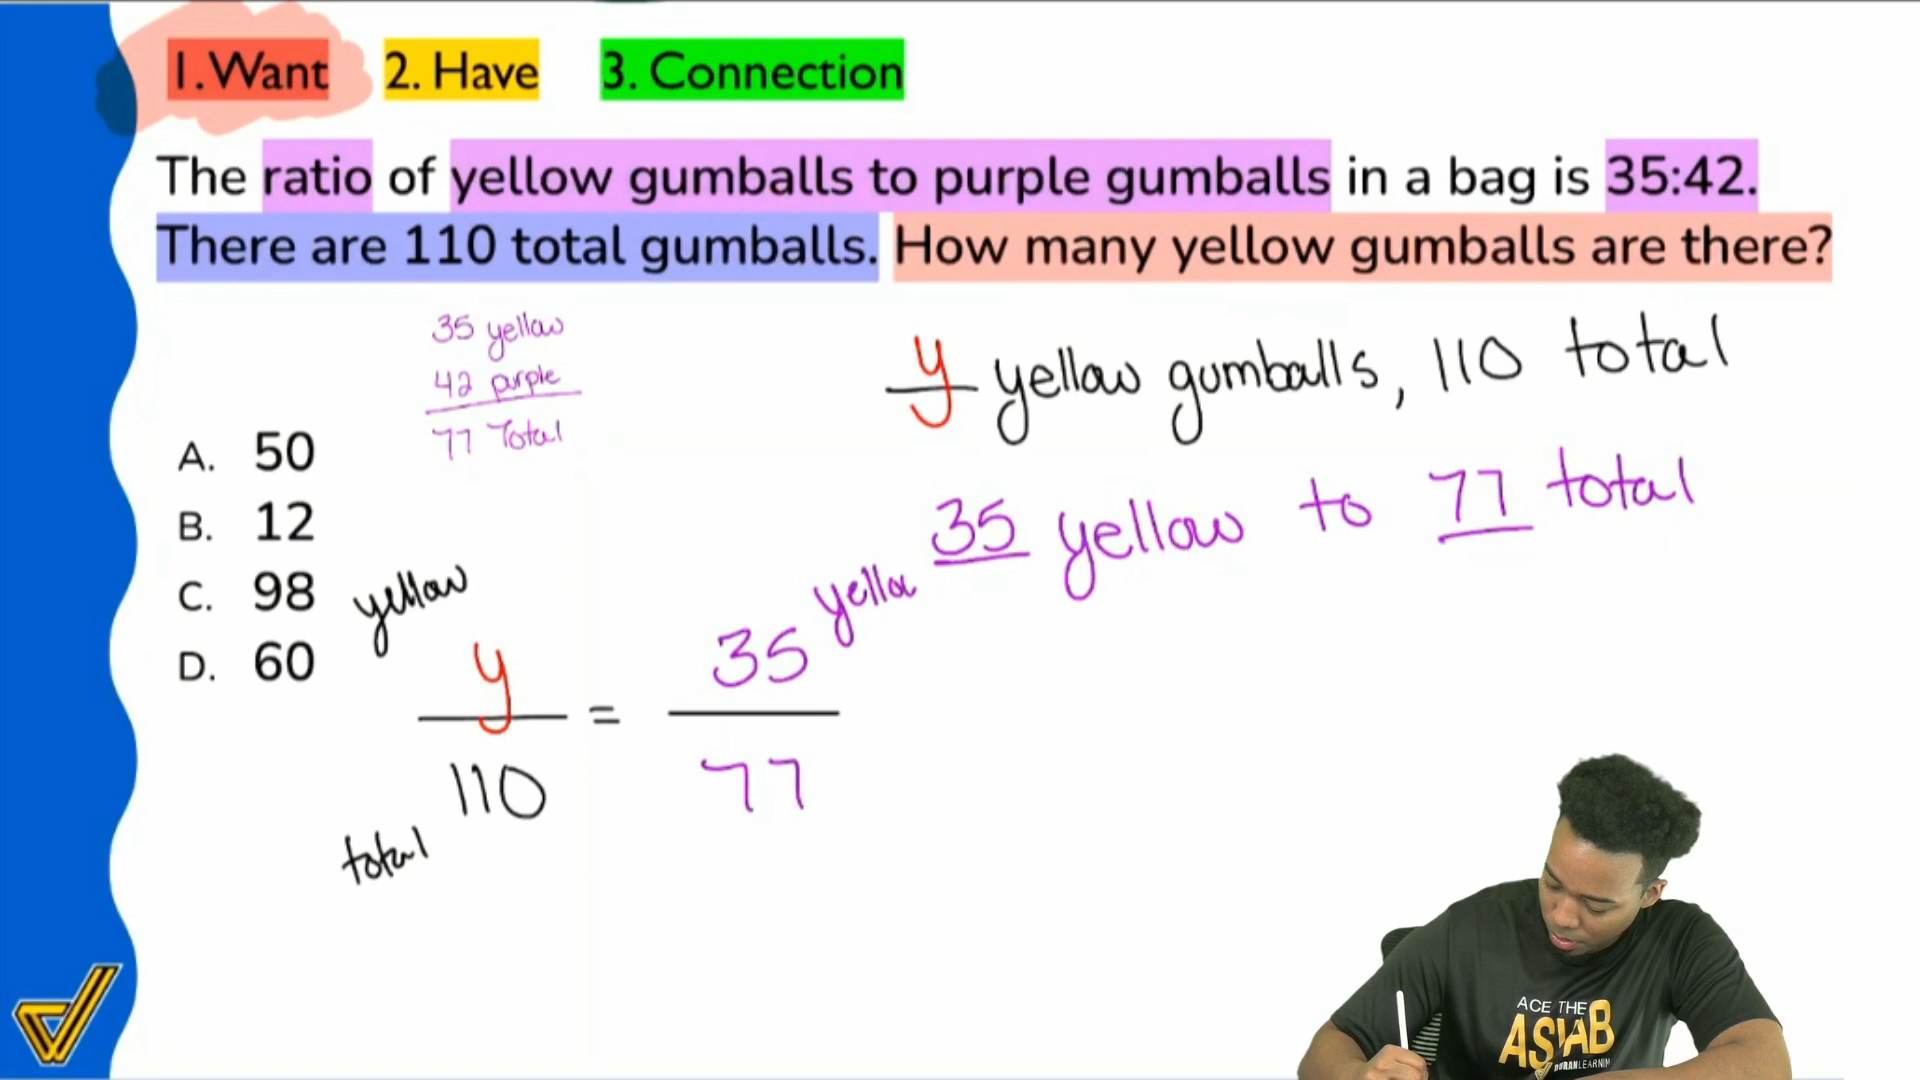 1. Want 2. Have 3. Connection
The ratio of yellow gumballs to purple gumballs in a bag is 35:42.
There are 110 total gumballs. How many yellow gumballs are there?
35 yellow
42 purple
77 Total
y yellow gumballs, 110 total
35 yellow to 77 total
A. 50
B. 12
C. 98
D. 60
yellow
yello
y = 35
110 77
total
ACE THE
ASVAB
DURAN LEARNING